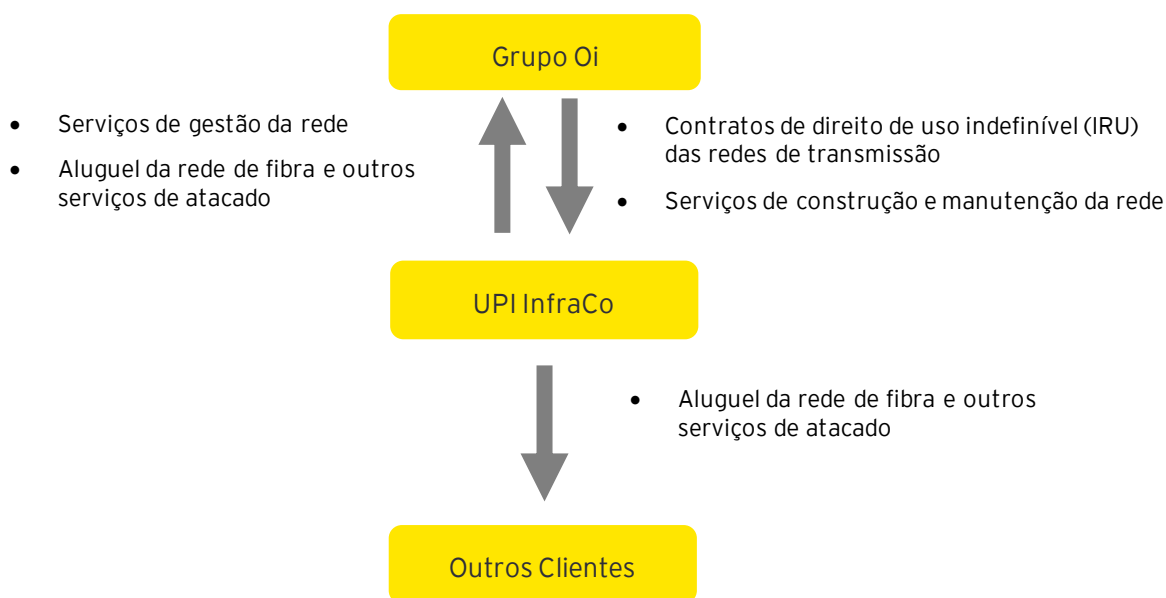 Grupo Oi
• Serviços de gestão da rede
• Aluguel da rede de fibra e outros
serviços de atacado
• Contratos de direito de uso indefinível (IRU)
das redes de transmissão
• Serviços de construção e manutenção da rede
UPI InfraCo
• Aluguel da rede de fibra e outros
serviços de atacado
Outros Clientes